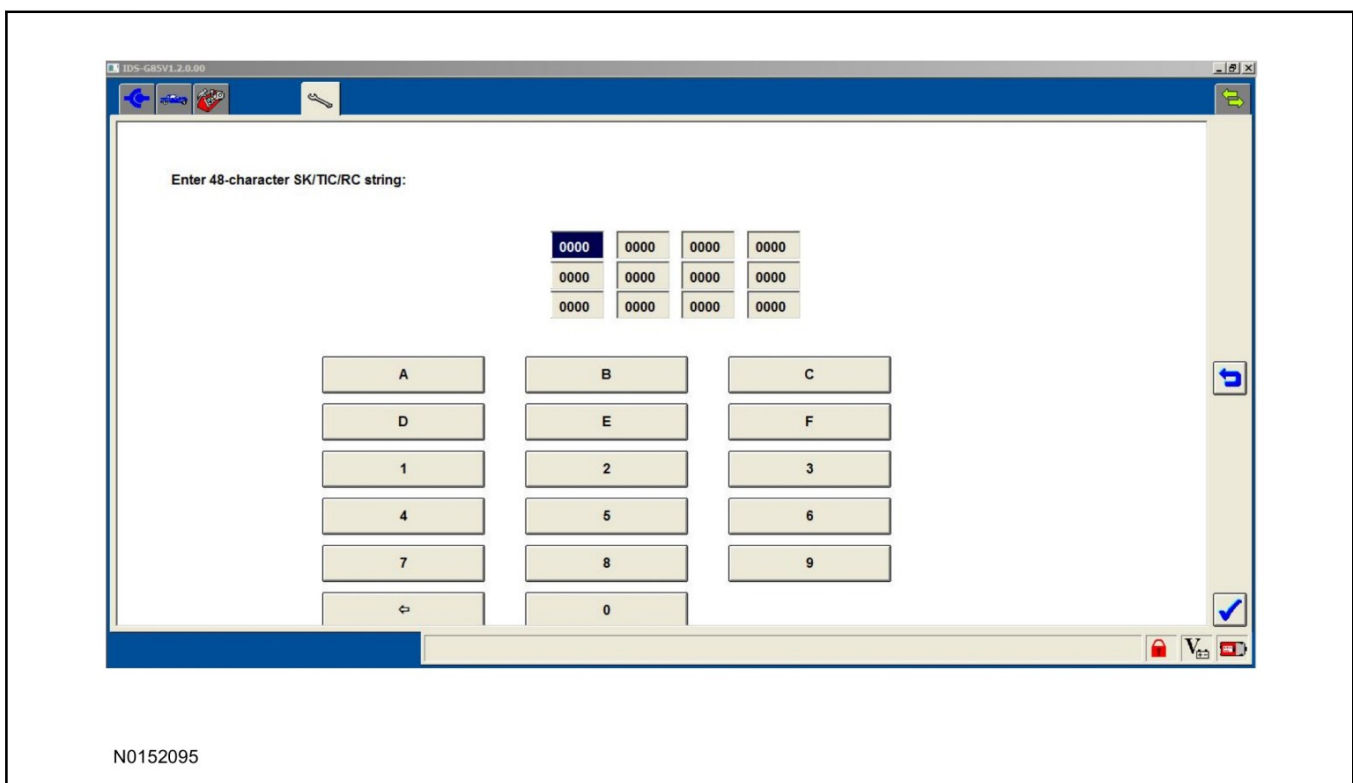 IDS-G85V1.2.0.00
Enter 48-character SK/TIC/RC string:
0000 0000 0000 0000
0000 0000 0000 0000
0000 0000 0000 0000
A B C
D E F
1 2 3
4 5 6
7 8 9
⇦ 0
V
N0152095